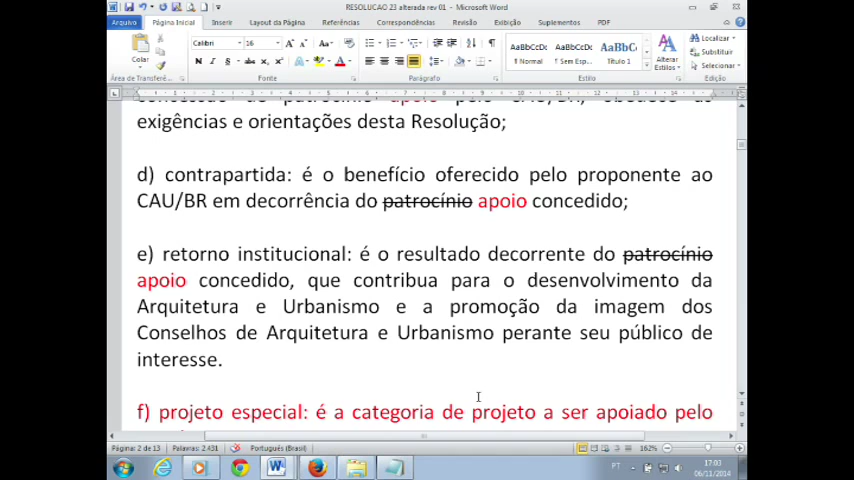 RESOLUCAO 23 alterada rev 01 - Microsoft Word
Arquivo Página Inicial Inserir Layout da Página Referências Correspondências Revisão Exibição Suplementos PDF
Calibri 16
Localizar
Substituir
Selecionar
Colar
N I S
AaBbCcDc AaBbCcDc AaBbC
¶ Normal ¶ Sem Esp... Título 1
Alterar
Estilos
Área de Transferê... Fonte Parágrafo Estilo Edição
exigências e orientações desta Resolução;
d) contrapartida: é o benefício oferecido pelo proponente ao
CAU/BR em decorrência do patrocínio apoio concedido;
e) retorno institucional: é o resultado decorrente do patrocínio
apoio concedido, que contribua para o desenvolvimento da
Arquitetura e Urbanismo e a promoção da imagem dos
Conselhos de Arquitetura e Urbanismo perante seu público de
interesse.
f) projeto especial: é a categoria de projeto a ser apoiado pelo
Página: 2 de 13 Palavras: 2.431 Português (Brasil) 162%
PT 17:03
06/11/2014